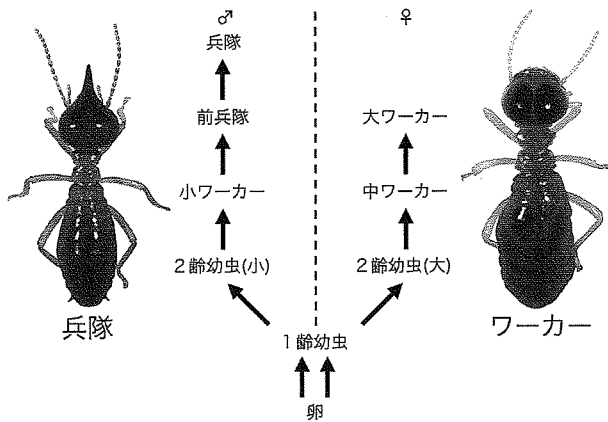 ♂
♀
兵隊
前兵隊
大ワーカー
小ワーカー
中ワーカー
2齢幼虫(小)
2齢幼虫(大)
兵隊
ワーカー
1齢幼虫
卵